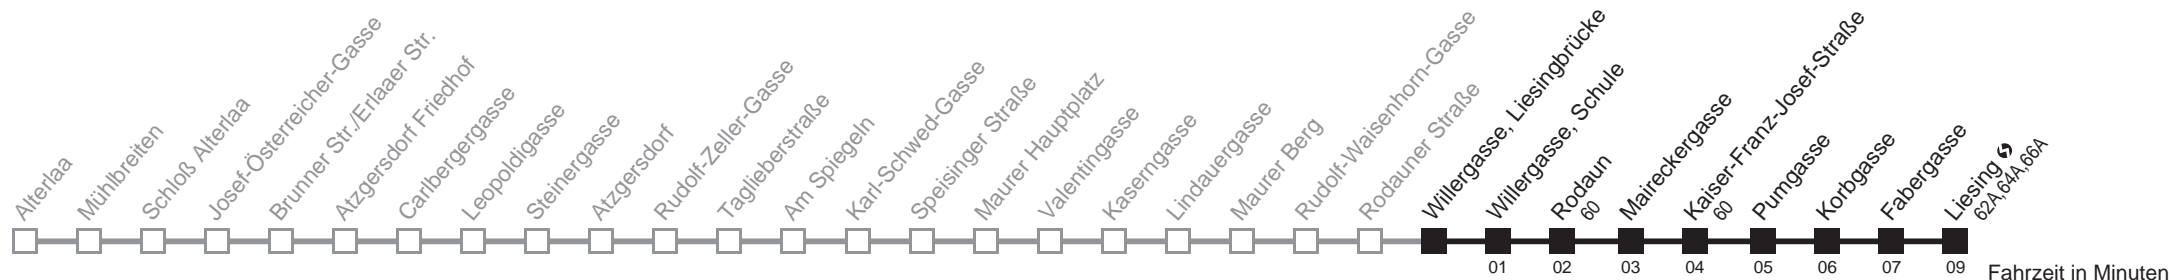 Alterlaa
Mühlbreiten
Schloß Alterlaa
Josef-Österreicher-Gasse
Brunner Str./Erlaaer Str.
Atzgersdorf Friedhof
Carlbergergasse
Leopoldigasse
Steinergasse
Atzgersdorf
Rudolf-Zeller-Gasse
Taglieberstraße
Am Spiegeln
Karl-Schwed-Gasse
Speisinger Straße
Maurer Hauptplatz
Valentingasse
Kaserngasse
Lindauergasse
Maurer Berg
Rudolf-Waisenhorn-Gasse
Rodauner Straße
Willergasse, Liesingbrücke
Willergasse, Schule
Rodaun
60
Maireckergasse
Kaiser-Franz-Josef-Straße
60
Pumgasse
Korbgasse
Fabergasse
Liesing
62A,64A,66A
01
02
03
04
05
06
07
09
Fahrzeit in Minuten